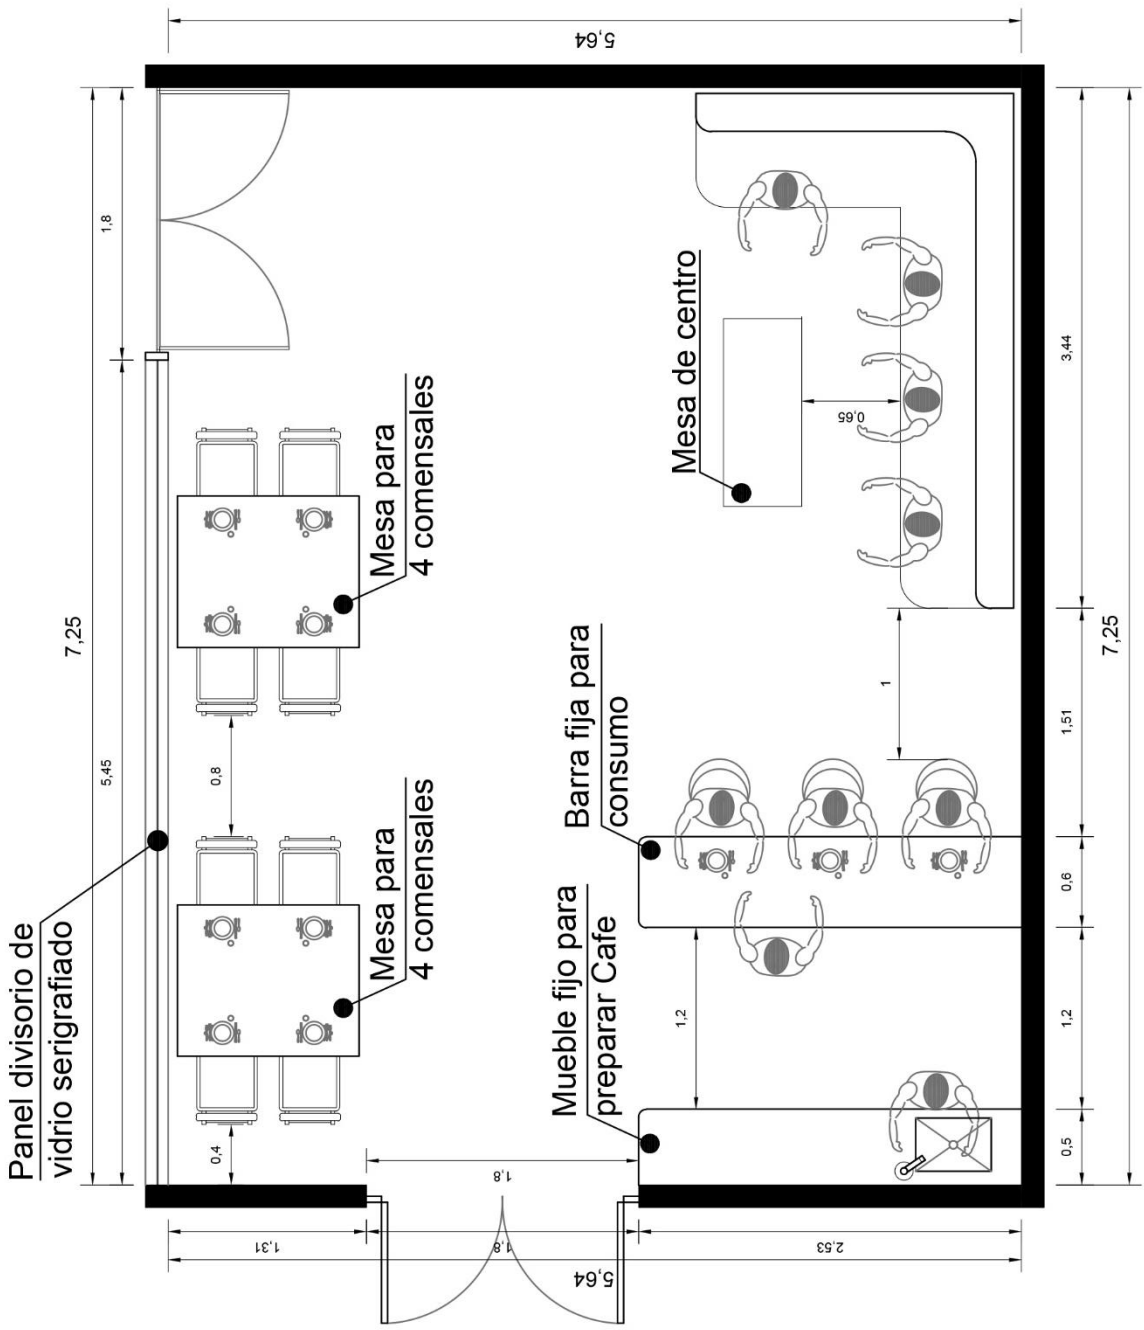 5,64
7,25
1,8
5,45
Panel divisorio de
vidrio serigrafiado
0,8
0,4
Mesa para
4 comensales
Mesa para
4 comensales
Mesa de centro
0,65
Barra fija para
consumo
Mueble fijo para
preparar Cafe
1
1,2
1,8
3,44
1,51
0,6
1,2
0,5
7,25
1,31
1,8
2,53
5,64